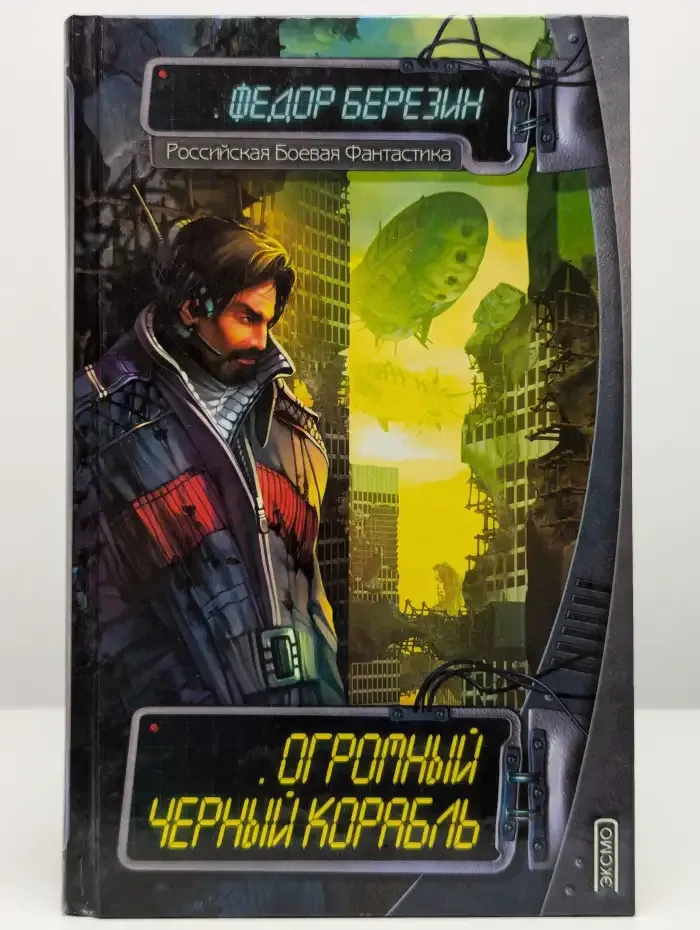 . ФЕДОР БЕРЕЗИН
Российская Боевая Фантастика
. ОГРОМНЫЙ
ЧЕРНЫЙ КОРАБЛЬ
ЭКСМО